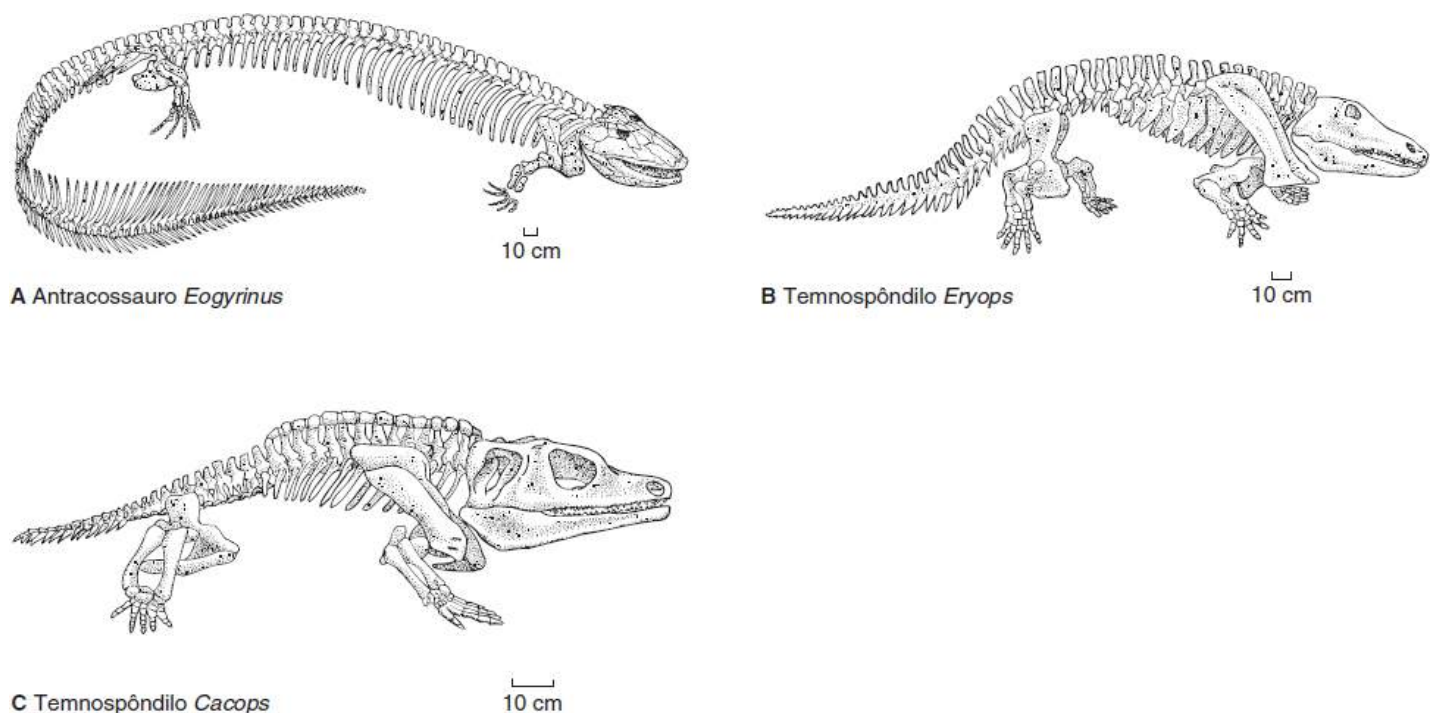 10 cm
A Antracossauro Eogyrinus
10 cm
B Temnospôndilo Eryops
10 cm
C Temnospôndilo Cacops